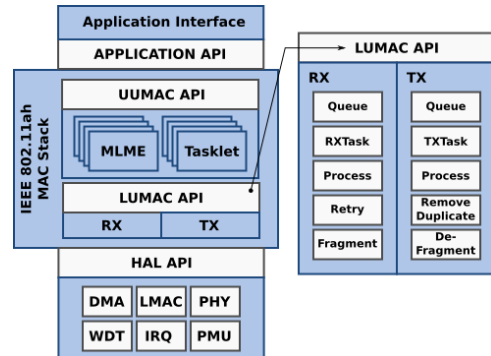 Application Interface
APPLICATION API
IEEE 802.11ah
MAC Stack
UUMAC API
MLME
Tasklet
LUMAC API
RX
TX
HAL API
DMA
LMAC
PHY
WDT
IRQ
PMU
LUMAC API
RX
Queue
RXTask
Process
Retry
Fragment
TX
Queue
TXTask
Process
Remove
Duplicate
De-
Fragment